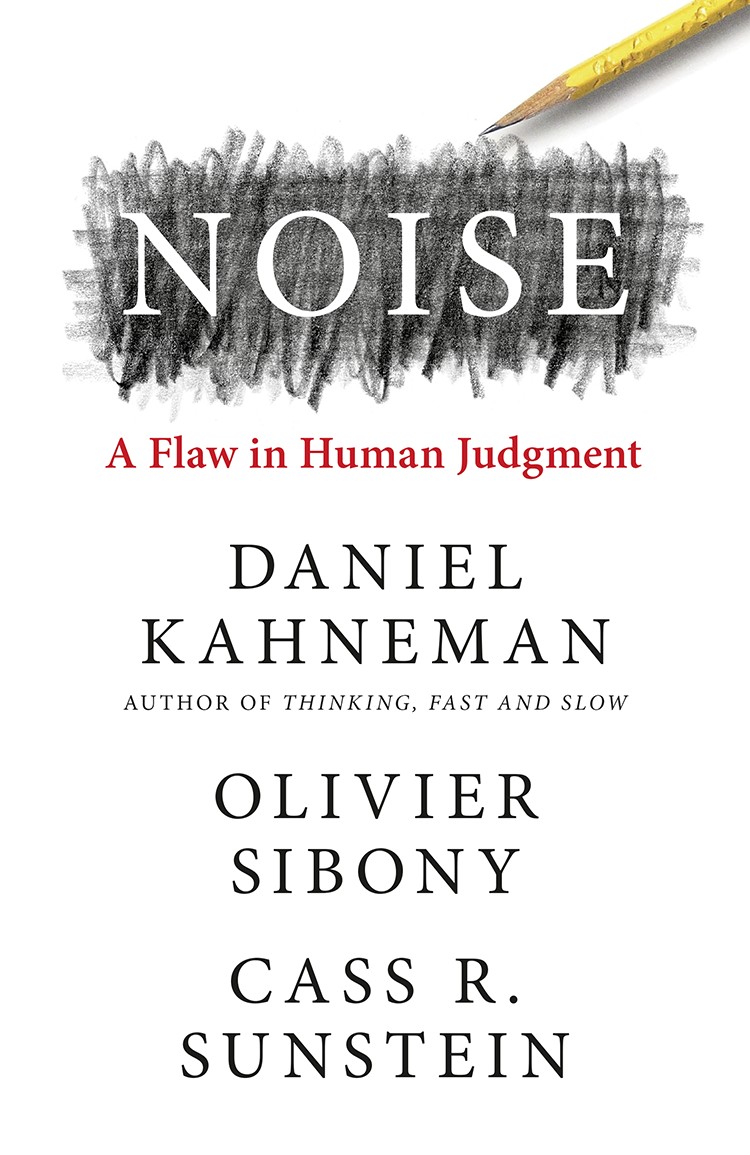 NOISE
A Flaw in Human Judgment
DANIEL
KAHNEMAN
AUTHOR OF THINKING, FAST AND SLOW
OLIVIER
SIBONY
CASS R.
SUNSTEIN